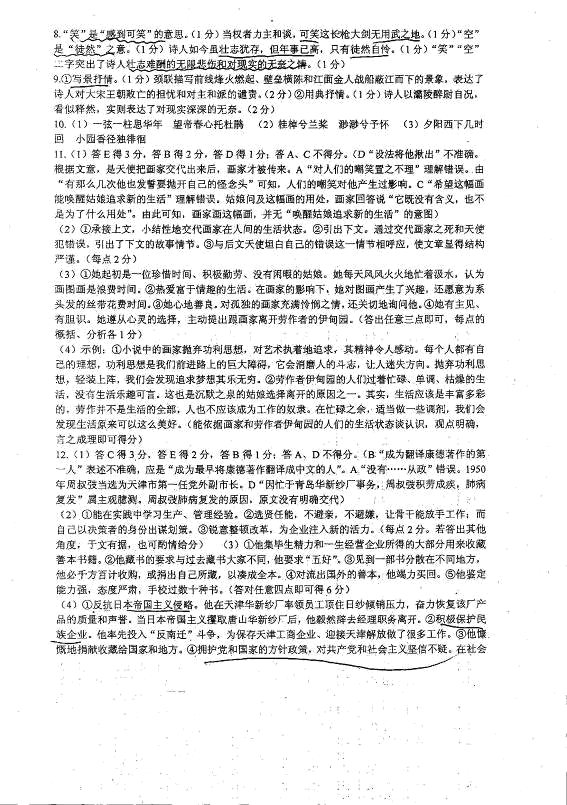 8.“笑”是“感到可笑”的意思。(1分)当权者力主和谈，可笑这长枪大剑无用武之地。(1分)“空”
是“徒然”之意。(1分)诗人如今虽壮志犹存，但年事已高，只有徒然自怜。(1分)“笑”“空”
二字突出了诗人壮志难酬的无限悲伤和对现实的无奈之情。(1分)
9.①写景抒情。(1分)颈联描写前线烽火燃起、壁垒横陈和江面金人战船蔽江而下的景象，表达了
诗人对大宋王朝败亡的担忧和对主和派的谴责。(2分)②用典抒情。(1分)诗人以灞陵醉尉自况，
看似释然，实则表达了对现实深深的无奈。(2分)
10.(1)一弦一柱思华年 望帝春心托杜鹃 (2)桂棹兮兰桨 渺渺兮予怀 (3)夕阳西下几时
回 小园香径独徘徊
11.(1)答E得3分，答B得2分，答D得1分；答A、C不得分。(D“设法将他揪出”不准确。
根据文意，是天使把画家交代出来后，画家才被传来。A“对人们的嘲笑置之不理”理解错误。由
“有那么几次他也发誓要抛开自己的怪念头”可知，人们的嘲笑对他产生过影响。C“希望这幅画
能唤醒姑娘追求新的生活”理解错误。姑娘问及这幅画的用处，画家回答说“它既没有含义，也不
是为了什么用处”。由此可知，画家画这幅画，并无“唤醒姑娘追求新的生活”的意图)
(2)①承接上文，小结性地交代画家在人间的生活状态。②引出下文。通过交代画家之死和天使
犯错误，引出了下文的故事情节。③与后文天使坦白自己的错误这一情节相呼应，使文章显得结构
严谨。(每点2分)
(3)①她起初是一位珍惜时间、积极勤劳、没有闲暇的姑娘。她每天风风火火地忙着汲水，认为
画图画是浪费时间。②热爱富于情趣的生活。在画家的影响下，她对图画产生了兴趣，还愿意为系
头发的丝带花费时间。③她心地善良。对孤独的画家充满怜悯之情，还关切地询问他。④她有主见、
有胆识。她遵从心灵的选择，主动提出跟画家离开劳作者的伊甸园。(答出任意三点即可，每点的
概括、分析各1分)
(4)示例：①小说中的画家抛弃功利思想，对艺术执着地追求，其精神令人感动。每个人都有自
己的理想，功利思想是我们前进路上的巨大障碍，它会消磨人的斗志，让人迷失方向。抛弃功利思
想，轻装上阵，我们会发现追求梦想其乐无穷。②劳作者伊甸园的人们过着忙碌、单调、枯燥的生
活，没有生活乐趣可言。这也是沉默之泉的姑娘选择离开的原因之一。其实，生活应该是丰富多彩
的，劳作并不是生活的全部，人也不应该成为工作的奴隶。在忙碌之余，适当做一些调剂，我们会
发现生活原来可以这么美好。(能依据画家和劳作者伊甸园的人们的生活状态谈认识，观点明确，
言之成理即可得分)
12.(1)答C得3分，答E得2分，答B得1分；答A、D不得分。(B“成为翻译康德著作的第
一人”表述不准确，应是“成为最早将康德著作翻译成中文的人”。A“没有……从政”错误。1950
年周叔弢当选为天津市第一任党外副市长。D“因忙于青岛华新纱厂事务，周叔弢积劳成疾，肺病
复发”属主观臆测。周叔弢肺病复发的原因，原文没有明确交代)
(2)①能在实践中学习生产、管理经验。②选贤任能，不避亲，不避嫌，让骨干能放手工作；而
自己以决策者的身份出谋划策。③锐意整顿改革，为企业注入新的活力。(每点2分。若答出其他
角度，于文有据，也可酌情给分) (3)①他集毕生精力和一生经营企业所得的大部分用来收藏
善本书籍。②他藏书的要求与过去藏书大家不同，他要求“五好”。③见到一部书分散在不同地方，
他必千方百计收购，或捐出自己所藏，以凑成全本。④对流出国外的善本，他竭力买回。⑤他鉴定
能力强，态度严肃，手校过数十种书。(答对任意四点即可得6分)
(4)①反抗日本帝国主义侵略。他在天津华新纱厂率领员工顶住日纱倾销压力，奋力恢复该厂产
品的质量和声誉。当日本帝国主义攫取唐山华新纱厂后，他毅然辞去经理职务离开。②积极保护民
族企业。他率先投入“反南迁”斗争，为保存天津工商企业、迎接天津解放做了很多工作。③他慷
慨地捐献收藏给国家和地方。④拥护党和国家的方针政策，对共产党和社会主义坚信不疑。在社会